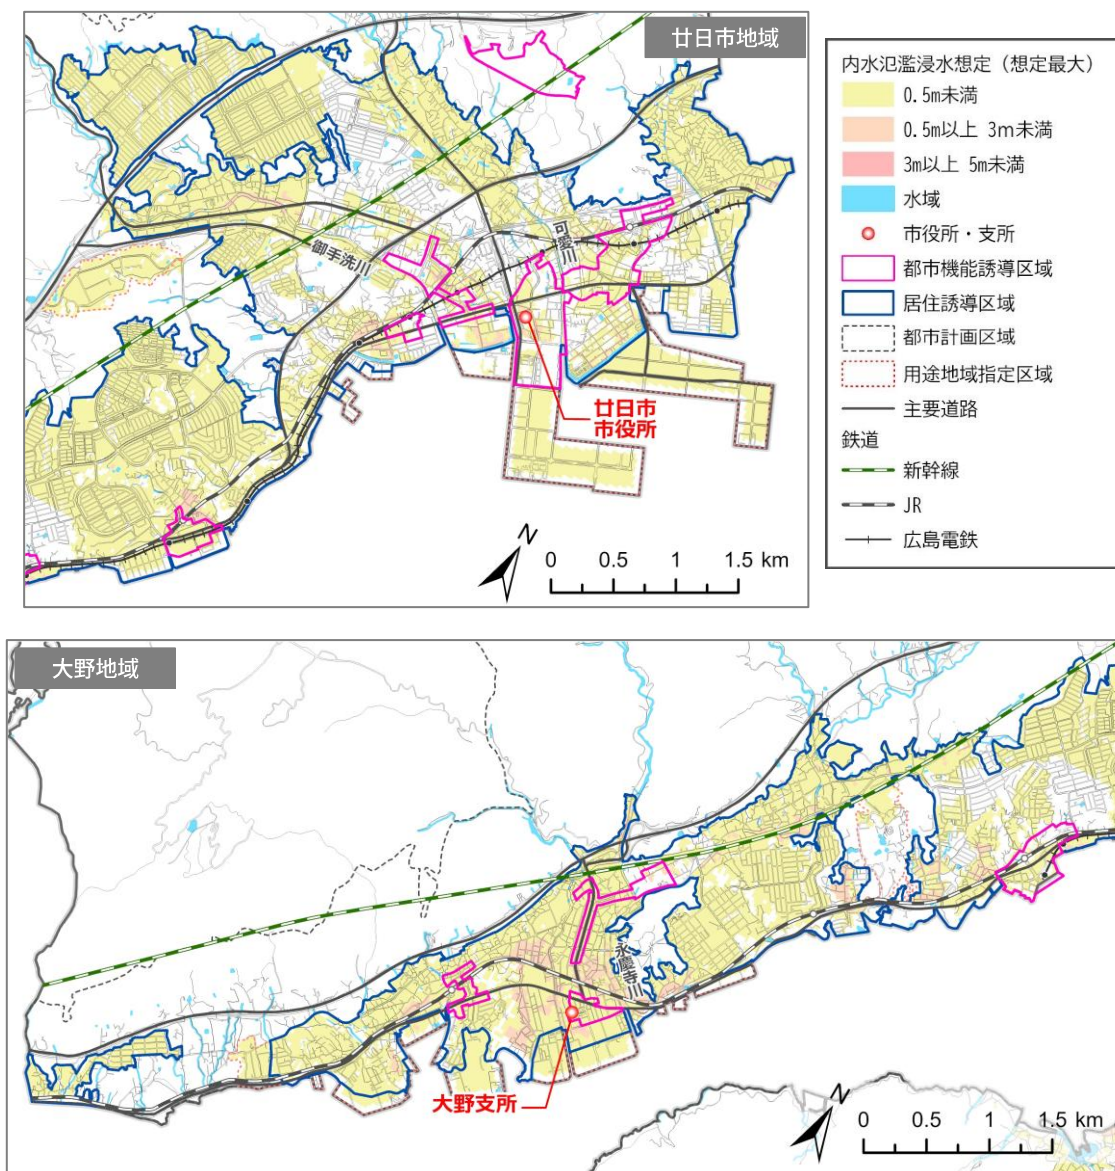 廿日市地域
御手洗川
可愛川
廿日市
市役所
N
0 0.5 1 1.5 km
内水氾濫浸水想定（想定最大）
0.5m未満
0.5m以上 3m未満
3m以上 5m未満
水域
市役所・支所
都市機能誘導区域
居住誘導区域
都市計画区域
用途地域指定区域
主要道路
鉄道
新幹線
JR
広島電鉄
大野地域
永慶寺川
大野支所
N
0 0.5 1 1.5 km